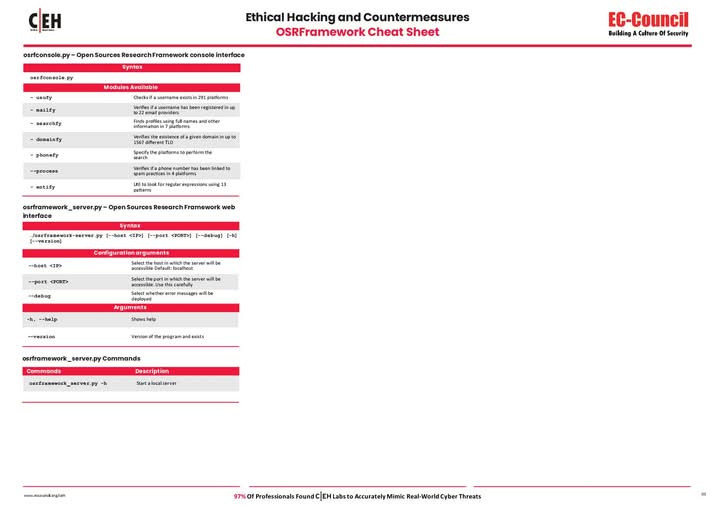 C|EH
Ethical Hacking and Countermeasures
OSRFramework Cheat Sheet
EC-Council
Building A Culture Of Security
osrfconsole.py – Open Sources Research Framework console interface
Syntax
osrfconsole.py
Modules Available
- usufy Checks if a username exists in 291 platforms
- mailfy Verifies if a username has been registered in up
to 22 email providers
- searchfy Finds profiles using full names and other
information in 7 platforms
- domainfy Verifies the existence of a given domain in up to
1567 different TLD
- phonefy Specify the platforms to perform the
search
--process Verifies if a phone number has been linked to
spam practices in 4 platforms
- entify Util to look for regular expressions using 13
patterns
osrframework_server.py – Open Sources Research Framework web
interface
Syntax
./osrframework-server.py [--host <IP>] [--port <PORT>] [--debug] [-h]
[--version]
Configuration arguments
--host <IP> Select the host in which the server will be
accessible Default: localhost
--port <PORT> Select the port in which the server will be
accessible. Use this carefully
--debug Select whether error messages will be
deployed
Arguments
-h, --help Shows help
--version Version of the program and exists
osrframework_server.py Commands
Commands Description
osrframework_server.py -h Start a local server
97% Of Professionals Found C|EH Labs to Accurately Mimic Real-World Cyber Threats